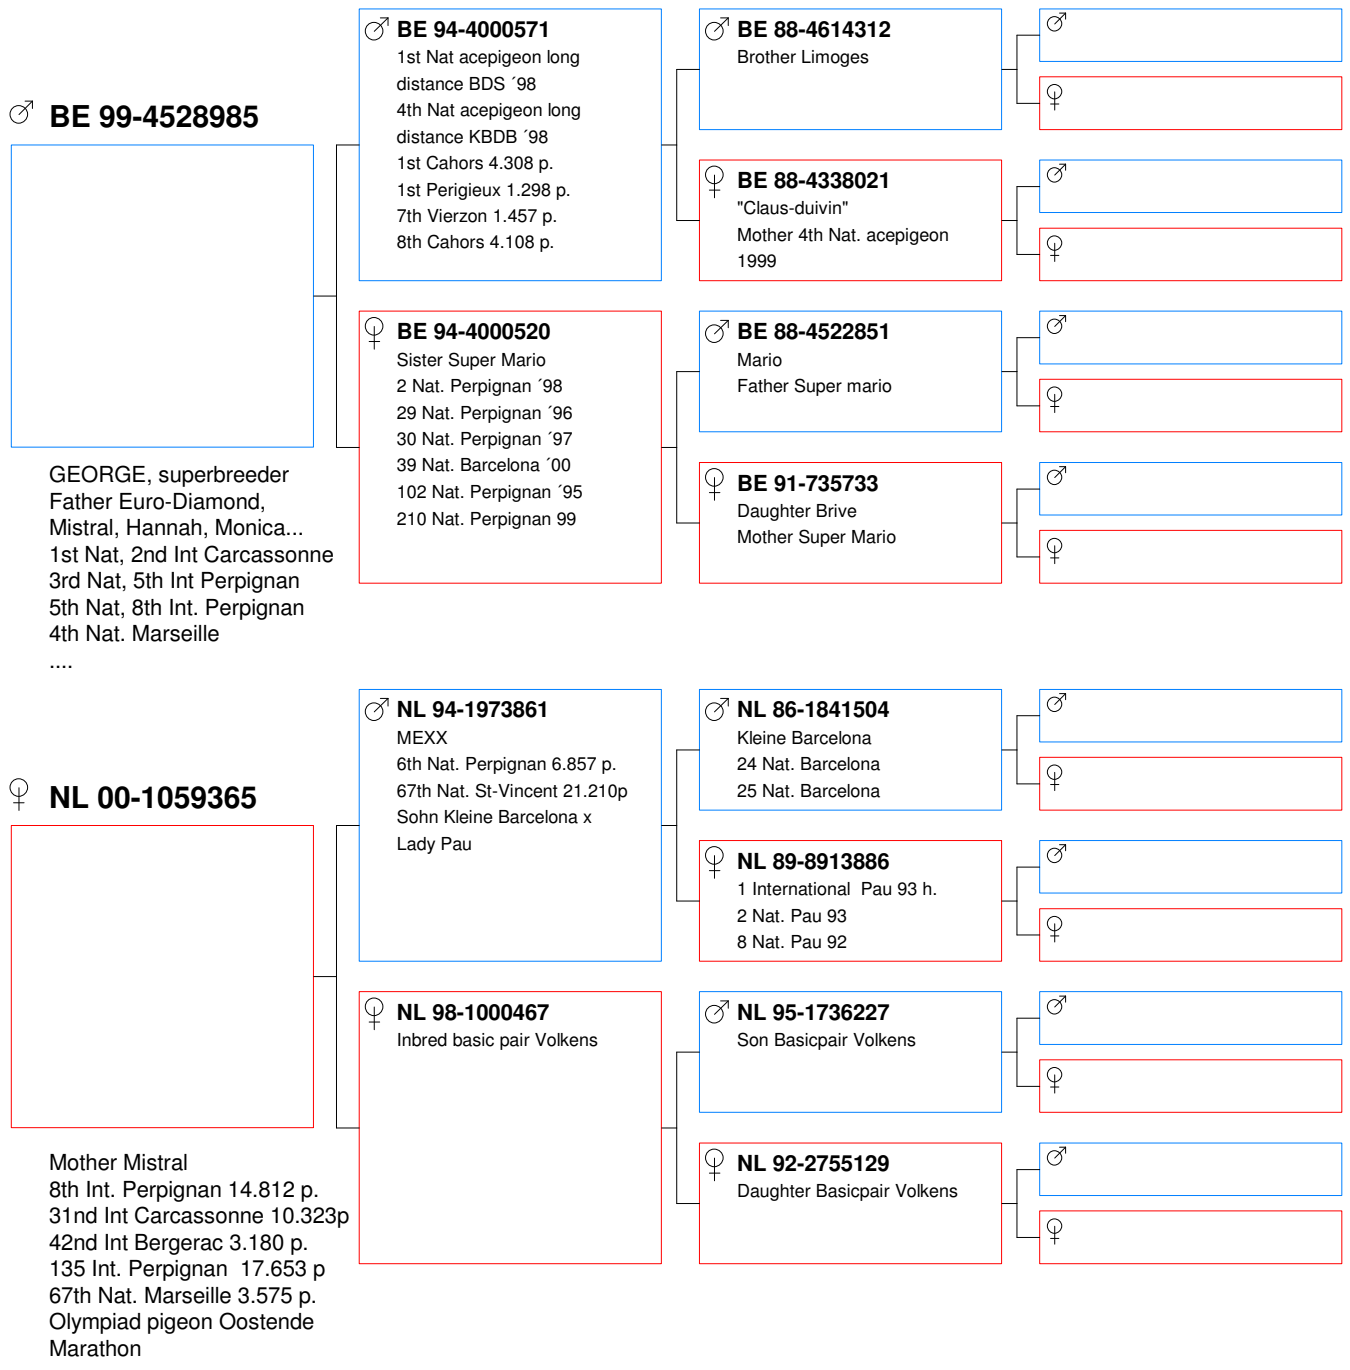 BE 99-4528985
GEORGE, superbreeder
Father Euro-Diamond,
Mistral, Hannah, Monica...
1st Nat, 2nd Int Carcassonne
3rd Nat, 5th Int Perpignan
5th Nat, 8th Int. Perpignan
4th Nat. Marseille
....
BE 94-4000571
1st Nat acepigeon long
distance BDS ´98
4th Nat acepigeon long
distance KBDB ´98
1st Cahors 4.308 p.
1st Perigieux 1.298 p.
7th Vierzon 1.457 p.
8th Cahors 4.108 p.
BE 94-4000520
Sister Super Mario
2 Nat. Perpignan ´98
29 Nat. Perpignan ´96
30 Nat. Perpignan ´97
39 Nat. Barcelona ´00
102 Nat. Perpignan ´95
210 Nat. Perpignan 99
BE 88-4614312
Brother Limoges
BE 88-4338021
"Claus-duivin"
Mother 4th Nat. acepigeon
1999
BE 88-4522851
Mario
Father Super mario
BE 91-735733
Daughter Brive
Mother Super Mario
NL 00-1059365
Mother Mistral
8th Int. Perpignan 14.812 p.
31nd Int Carcassonne 10.323p
42nd Int Bergerac 3.180 p.
135 Int. Perpignan  17.653 p
67th Nat. Marseille 3.575 p.
Olympiad pigeon Oostende
Marathon
NL 94-1973861
MEXX
6th Nat. Perpignan 6.857 p.
67th Nat. St-Vincent 21.210p
Sohn Kleine Barcelona x
Lady Pau
NL 98-1000467
Inbred basic pair Volkens
NL 86-1841504
Kleine Barcelona
24 Nat. Barcelona
25 Nat. Barcelona
NL 89-8913886
1 International  Pau 93 h.
2 Nat. Pau 93
8 Nat. Pau 92
NL 95-1736227
Son Basicpair Volkens
NL 92-2755129
Daughter Basicpair Volkens